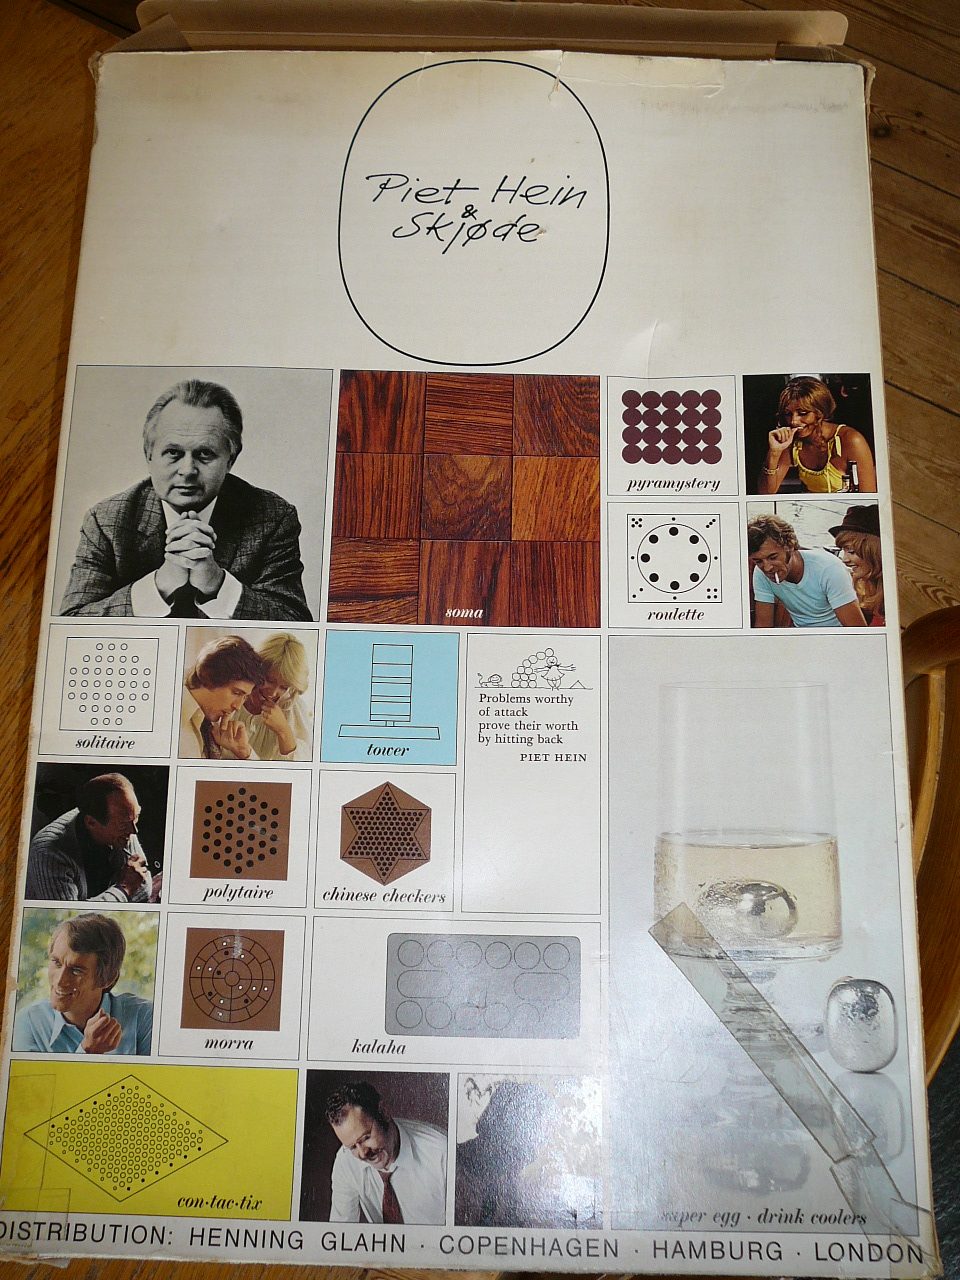 Piet Hein
&
Skjøde
soma
pyramystery
roulette
solitaire
tower
Problems worthy
of attack
prove their worth
by hitting back
PIET HEIN
polytaire
chinese checkers
morra
kalaha
con·tac·tix
super egg · drink coolers
DISTRIBUTION: HENNING GLAHN · COPENHAGEN · HAMBURG · LONDON